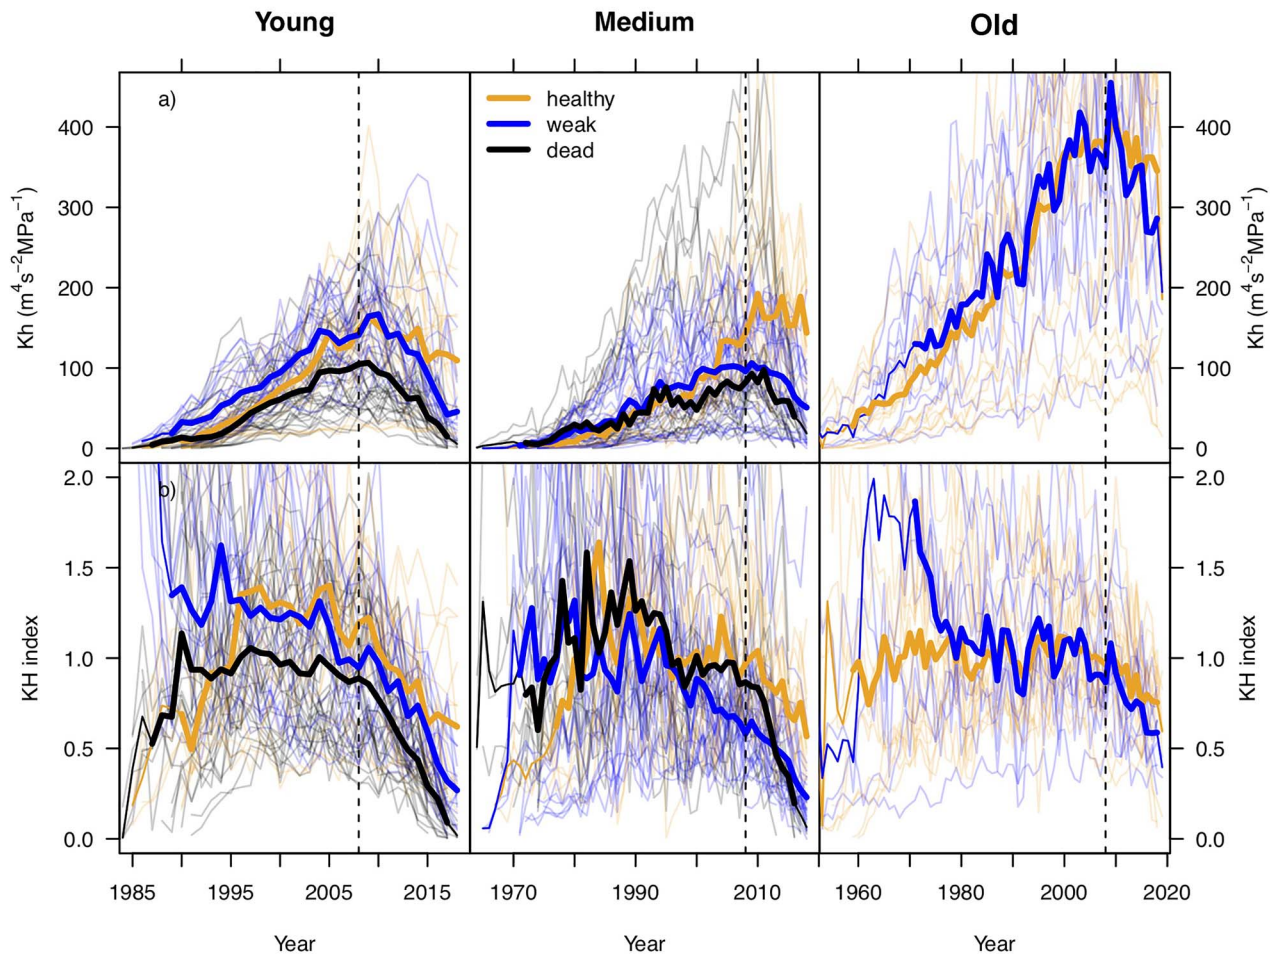 Young Medium Old
a)
healthy
weak
dead
400 400
300 300
200 200
100 100
0 0
Kh (m⁴s⁻²MPa⁻¹) Kh (m⁴s⁻²MPa⁻¹)
b)
2.0 2.0
1.5 1.5
1.0 1.0
0.5 0.5
0.0 0.0
KH index KH index
1985 1995 2005 2015 1970 1990 2010 1960 1980 2000 2020
Year Year Year